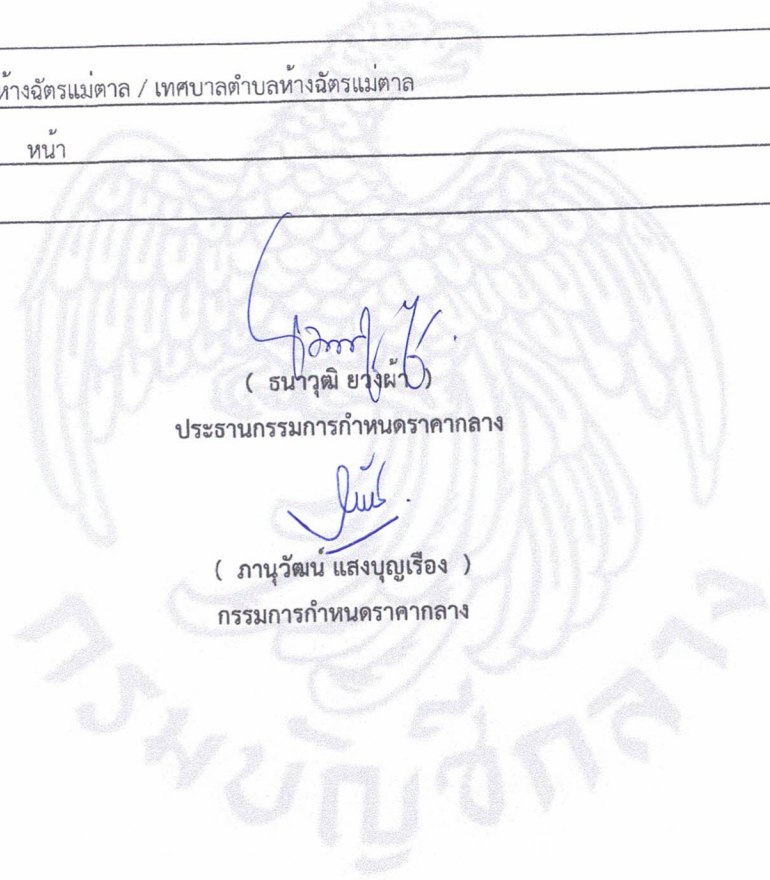 ห้างฉัตรแม่ตาล / เทศบาลตำบลห้างฉัตรแม่ตาล
หน้า
( ธนาวุฒิ ยวงผ้า )
ประธานกรรมการกำหนดราคากลาง
( ภานุวัฒน์ แสงบุญเรือง )
กรรมการกำหนดราคากลาง
กรมบัญชีกลาง